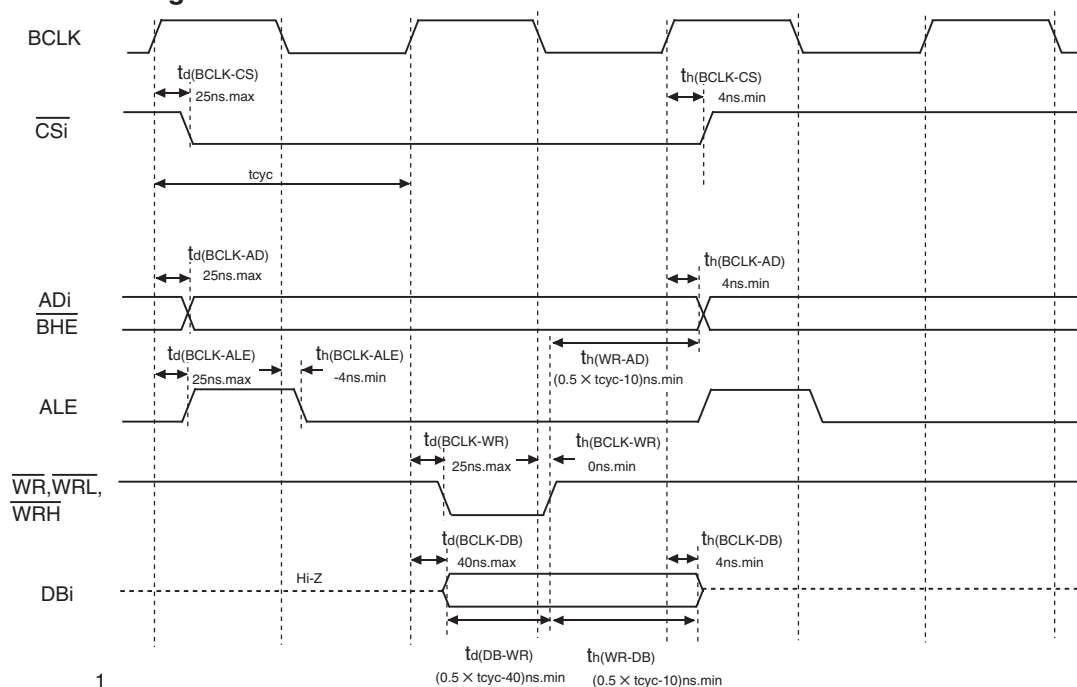 g
BCLK
td(BCLK-CS)
25ns.max
th(BCLK-CS)
4ns.min
CSi
tcyc
td(BCLK-AD)
25ns.max
th(BCLK-AD)
4ns.min
ADi
BHE
td(BCLK-ALE)
25ns.max
th(BCLK-ALE)
-4ns.min
th(WR-AD)
(0.5 × tcyc-10)ns.min
ALE
td(BCLK-WR)
25ns.max
th(BCLK-WR)
0ns.min
WR,WRL,
WRH
td(BCLK-DB)
40ns.max
th(BCLK-DB)
4ns.min
Hi-Z
DBi
td(DB-WR)
(0.5 × tcyc-40)ns.min
th(WR-DB)
(0.5 × tcyc-10)ns.min
1